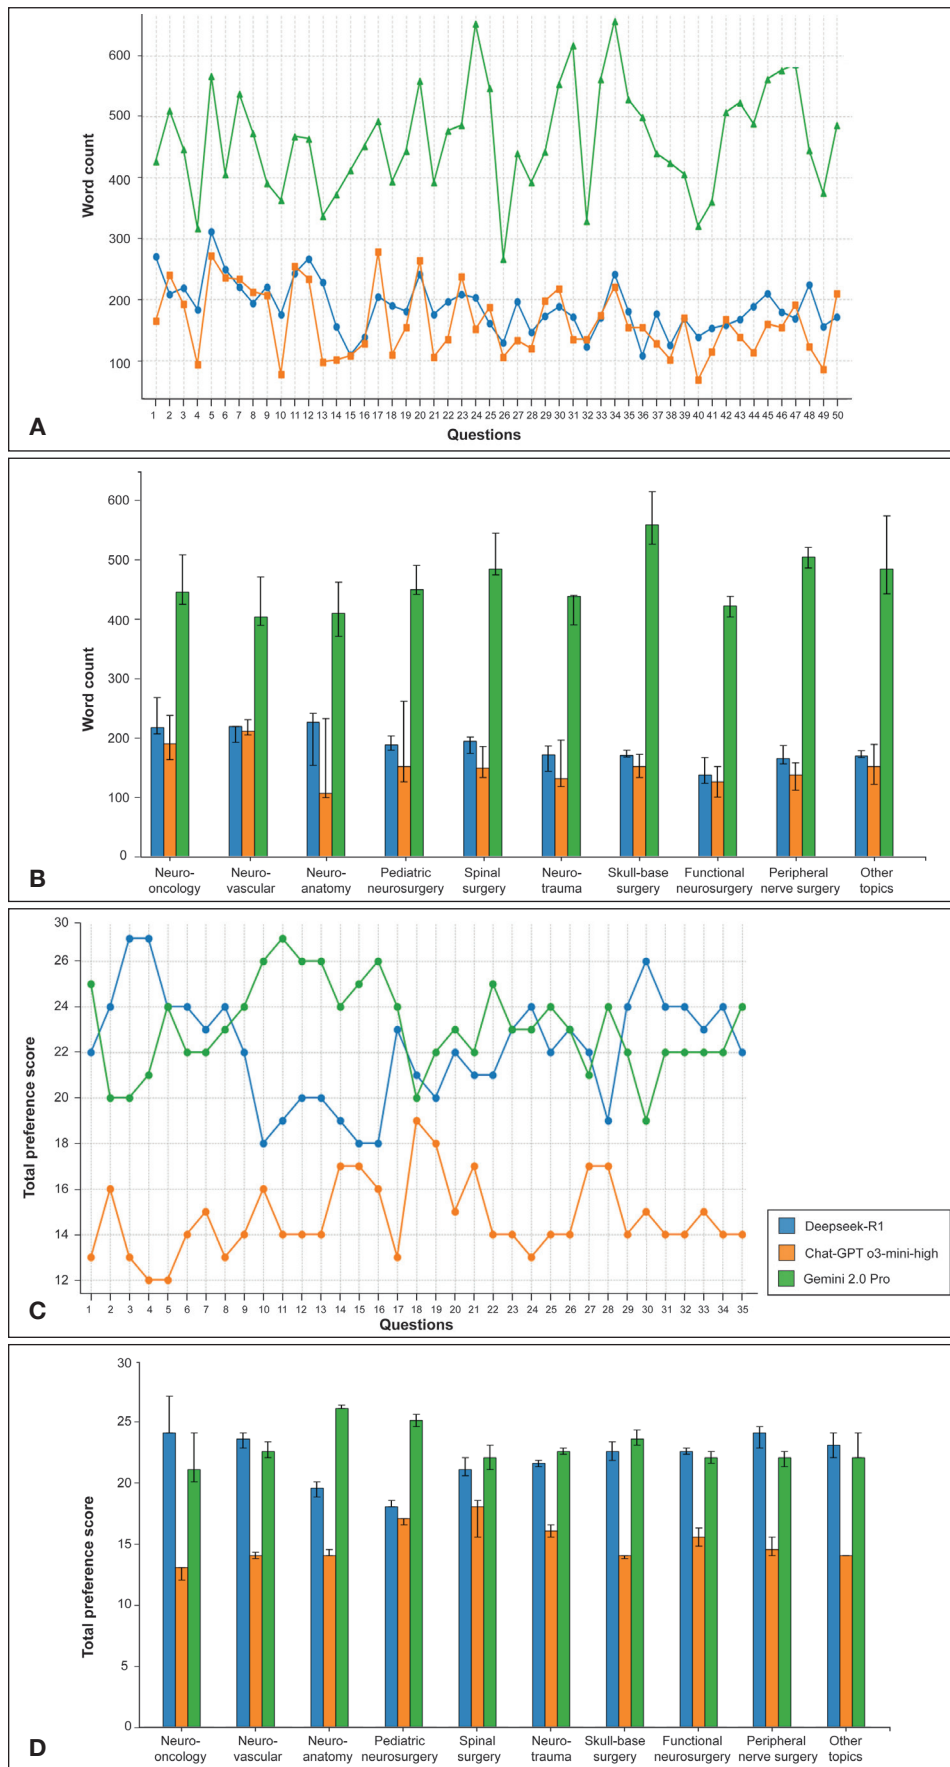 600
500
400
300
200
100
Word count
1 2 3 4 5 6 7 8 9 10 11 12 13 14 15 16 17 18 19 20 21 22 23 24 25 26 27 28 29 30 31 32 33 34 35 36 37 38 39 40 41 42 43 44 45 46 47 48 49 50
Questions
A
600
500
400
300
200
100
0
Word count
Neuro- Neuro- Neuro- Pediatric Spinal Neuro- Skull-base Functional Peripheral Other
oncology vascular anatomy neurosurgery surgery trauma surgery neurosurgery nerve surgery topics
B
30
26
24
22
20
18
16
14
12
Total preference score
1 2 3 4 5 6 7 8 9 10 11 12 13 14 15 16 17 18 19 20 21 22 23 24 25 26 27 28 29 30 31 32 33 34 35
Questions
Deepseek-R1
Chat-GPT o3-mini-high
Gemini 2.0 Pro
C
30
25
20
15
10
5
0
Total preference score
Neuro- Neuro- Neuro- Pediatric Spinal Neuro- Skull-base Functional Peripheral Other
oncology vascular anatomy neurosurgery surgery trauma surgery neurosurgery nerve surgery topics
D